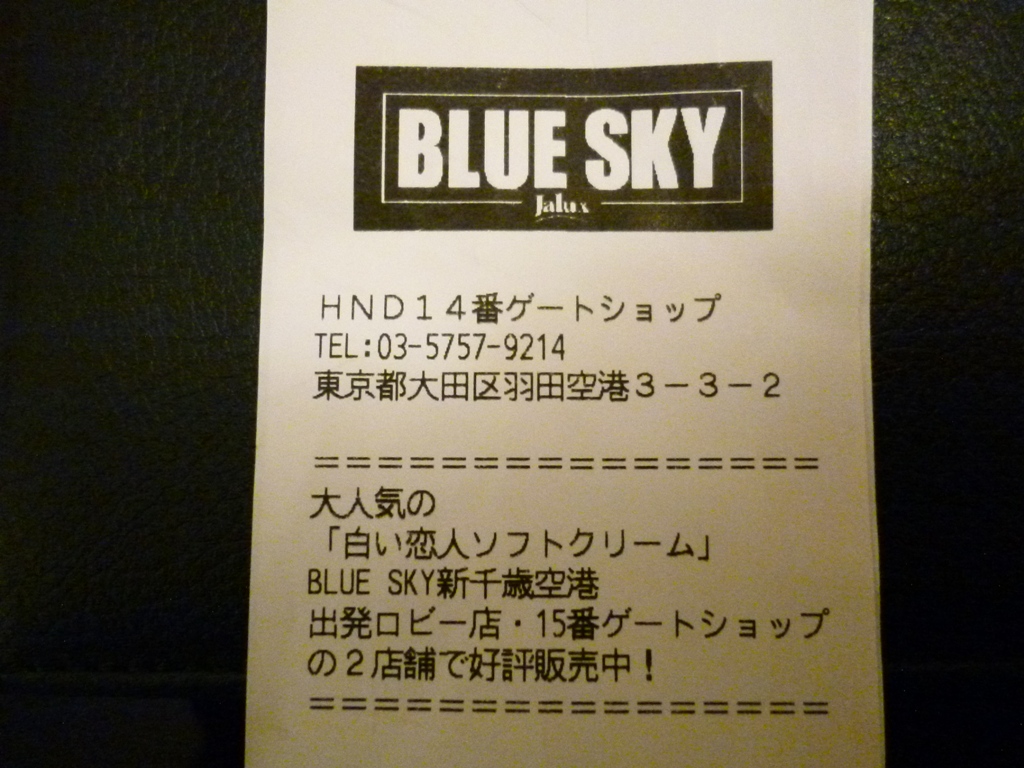 BLUE SKY
Jalux
HND14番ゲートショップ
TEL:03-5757-9214
東京都大田区羽田空港3-3-2
=================
大人気の
「白い恋人ソフトクリーム」
BLUE SKY新千歳空港
出発ロビー店・15番ゲートショップ
の2店舗で好評販売中!
=================